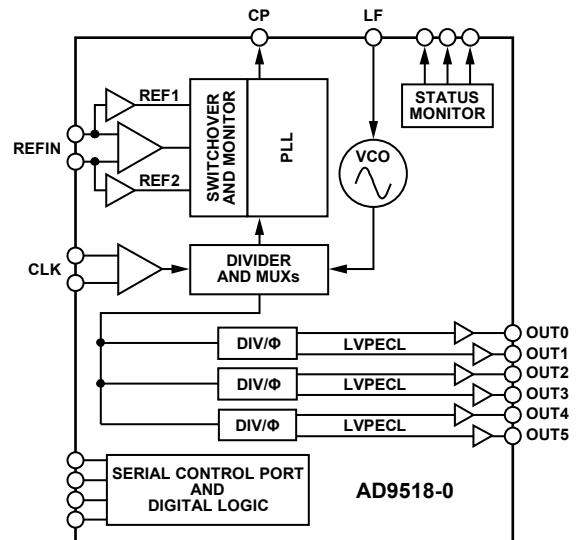 CP
LF
REF1
REFIN
REF2
SWITCHOVER
AND MONITOR
PLL
STATUS
MONITOR
VCO
CLK
DIVIDER
AND MUXs
DIV/Φ
LVPECL
OUT0
OUT1
DIV/Φ
LVPECL
OUT2
OUT3
DIV/Φ
LVPECL
OUT4
OUT5
SERIAL CONTROL PORT
AND
DIGITAL LOGIC
AD9518-0